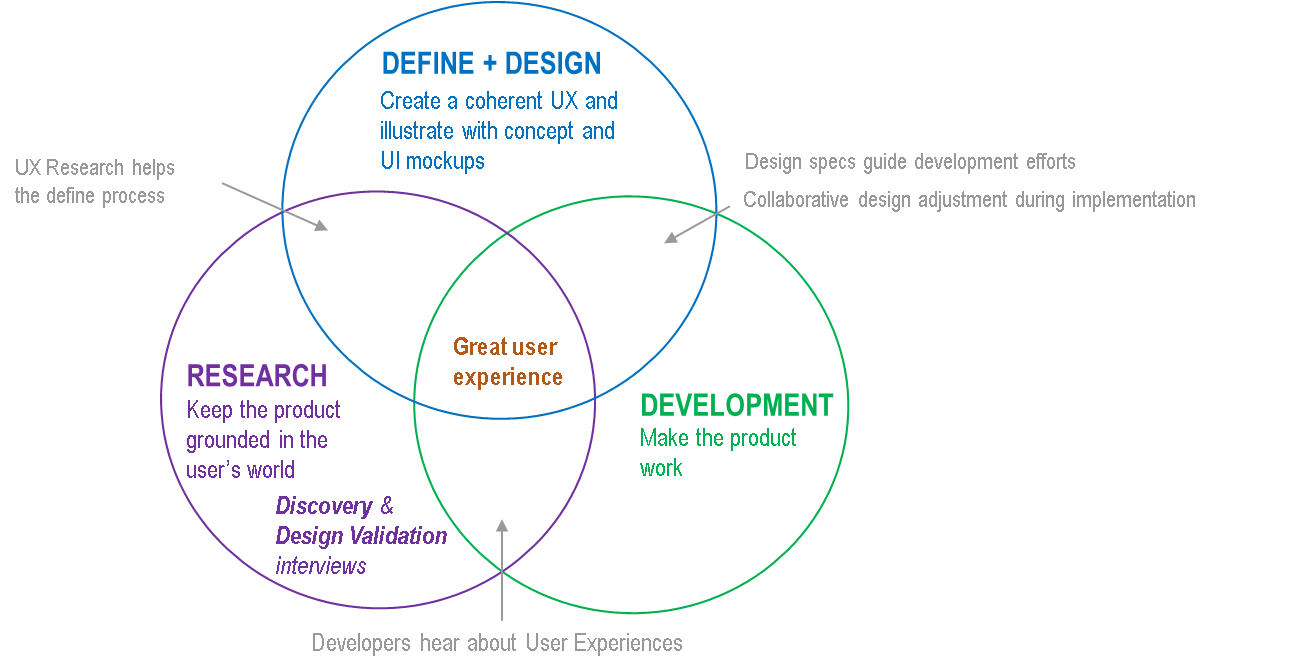 DEFINE + DESIGN
Create a coherent UX and
illustrate with concept and
UI mockups
UX Research helps
the define process
Design specs guide development efforts
Collaborative design adjustment during implementation
Great user
experience
RESEARCH
Keep the product
grounded in the
user’s world
Discovery &
Design Validation
interviews
DEVELOPMENT
Make the product
work
Developers hear about User Experiences